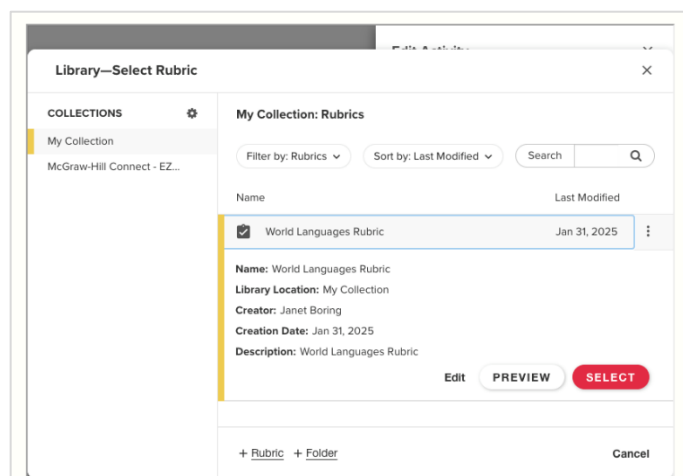 Edit Activity
Library—Select Rubric
COLLECTIONS
My Collection
McGraw-Hill Connect - EZ...
My Collection: Rubrics
Filter by: Rubrics
Sort by: Last Modified
Search
Name Last Modified
World Languages Rubric Jan 31, 2025
Name: World Languages Rubric
Library Location: My Collection
Creator: Janet Boring
Creation Date: Jan 31, 2025
Description: World Languages Rubric
Edit PREVIEW SELECT
+ Rubric + Folder Cancel